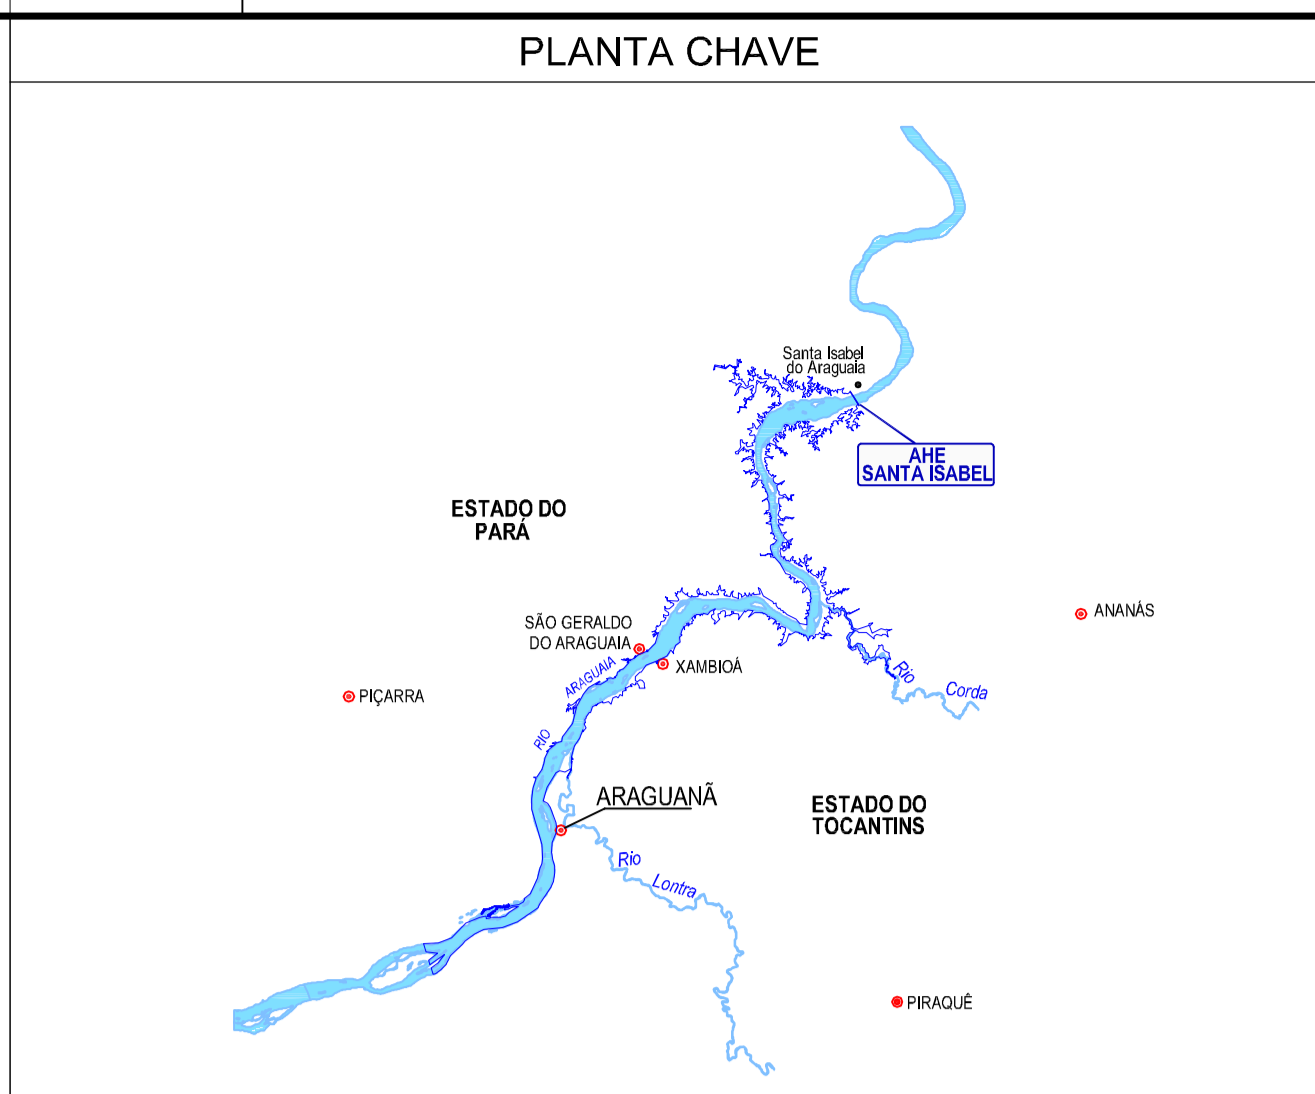 PLANTA CHAVE
Santa Isabel
do Araguaia
AHE
SANTA ISABEL
ESTADO DO
PARÁ
SÃO GERALDO
DO ARAGUAIA
XAMBIOÁ
ANANÁS
PIÇARRA
RIO ARAGUAIA
Rio Corda
ARAGUANÃ
ESTADO DO
TOCANTINS
Rio Lontra
PIRAQUÊ